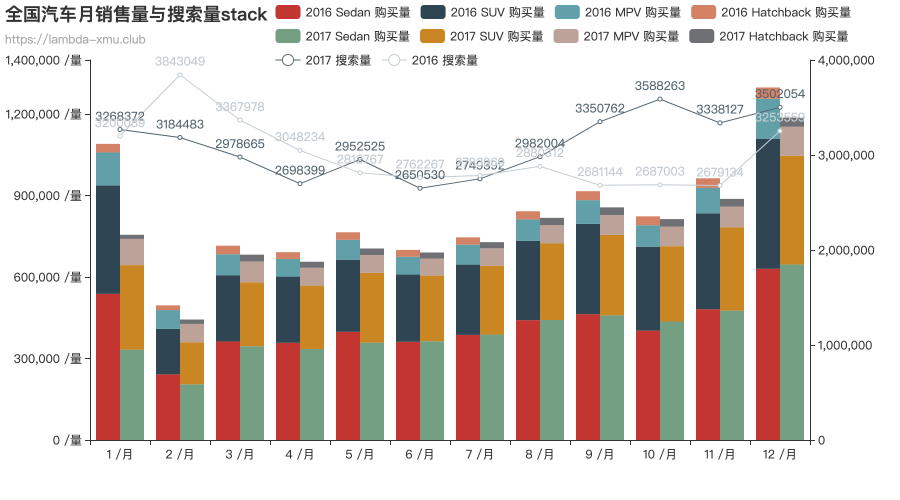 全国汽车月销售量与搜索量stack
https://lambda-xmu.club
2016 Sedan 购买量 2016 SUV 购买量 2016 MPV 购买量 2016 Hatchback 购买量
2017 Sedan 购买量 2017 SUV 购买量 2017 MPV 购买量 2017 Hatchback 购买量
2017 搜索量 2016 搜索量
1,400,000 /量
1,200,000 /量
900,000 /量
600,000 /量
300,000 /量
0 /量
4,000,000
3,000,000
2,000,000
1,000,000
0
3268372
3184483
2978665
2698399
2952525
2650530
2982004
3350762
3588263
3338127
3502054
3843049
3367978
3048234
2762267
2681144
2687003
2679134
1 /月 2 /月 3 /月 4 /月 5 /月 6 /月 7 /月 8 /月 9 /月 10 /月 11 /月 12 /月